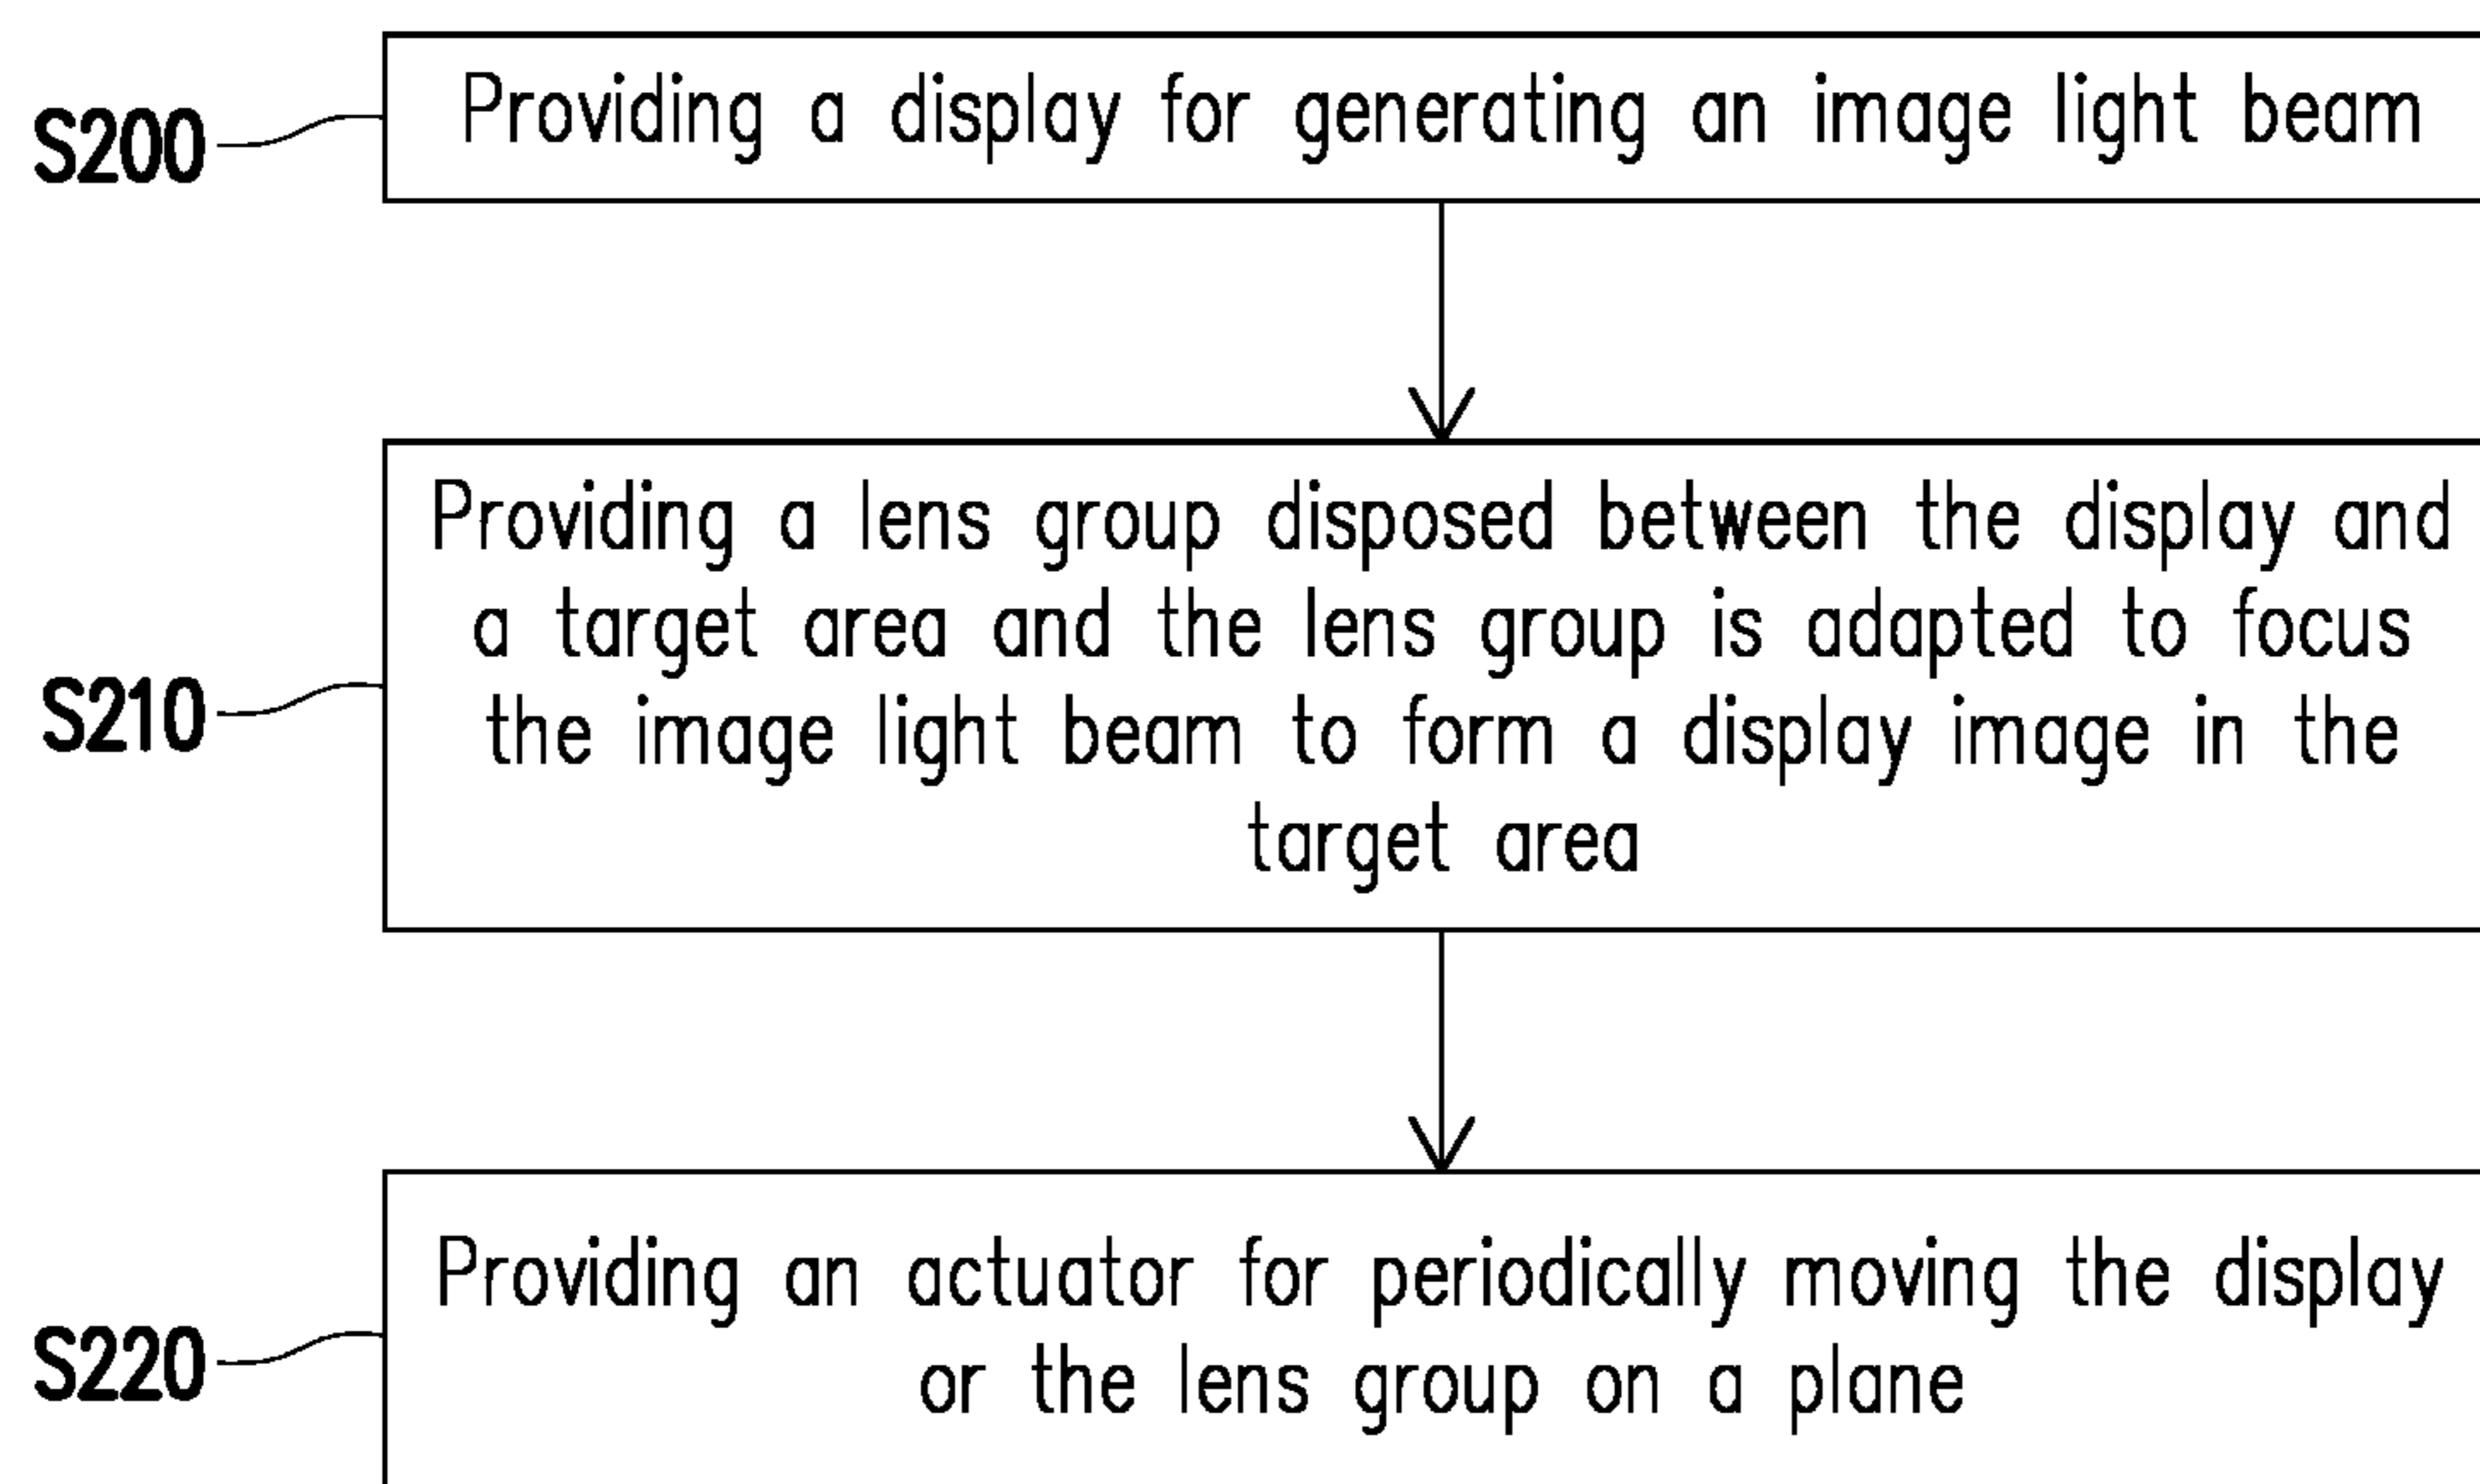 S200
Providing a display for generating an image light beam
S210
Providing a lens group disposed between the display and
a target area and the lens group is adapted to focus
the image light beam to form a display image in the
target area
S220
Providing an actuator for periodically moving the display
or the lens group on a plane